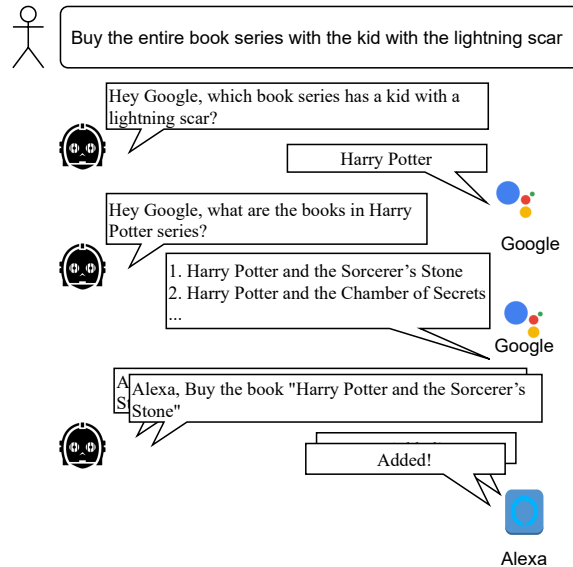 Buy the entire book series with the kid with the lightning scar
Hey Google, which book series has a kid with a
lightning scar?
Harry Potter
Google
Hey Google, what are the books in Harry
Potter series?
1. Harry Potter and the Sorcerer's Stone
2. Harry Potter and the Chamber of Secrets
...
Google
Alexa, Buy the book "Harry Potter and the Sorcerer's
Stone"
Added!
Alexa